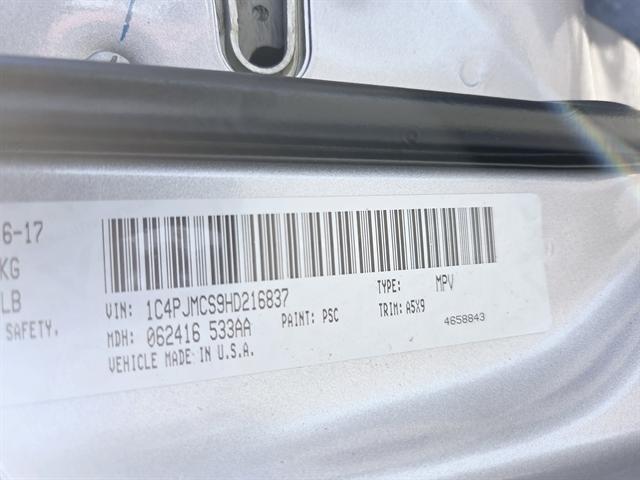 6-17
KG
LB
SAFETY.
VIN: 1C4PJMCS9HD216837
TYPE: MPV
MDH: 062416 533AA PAINT: PSC TRIM: A5X9
VEHICLE MADE IN U.S.A.
4658843